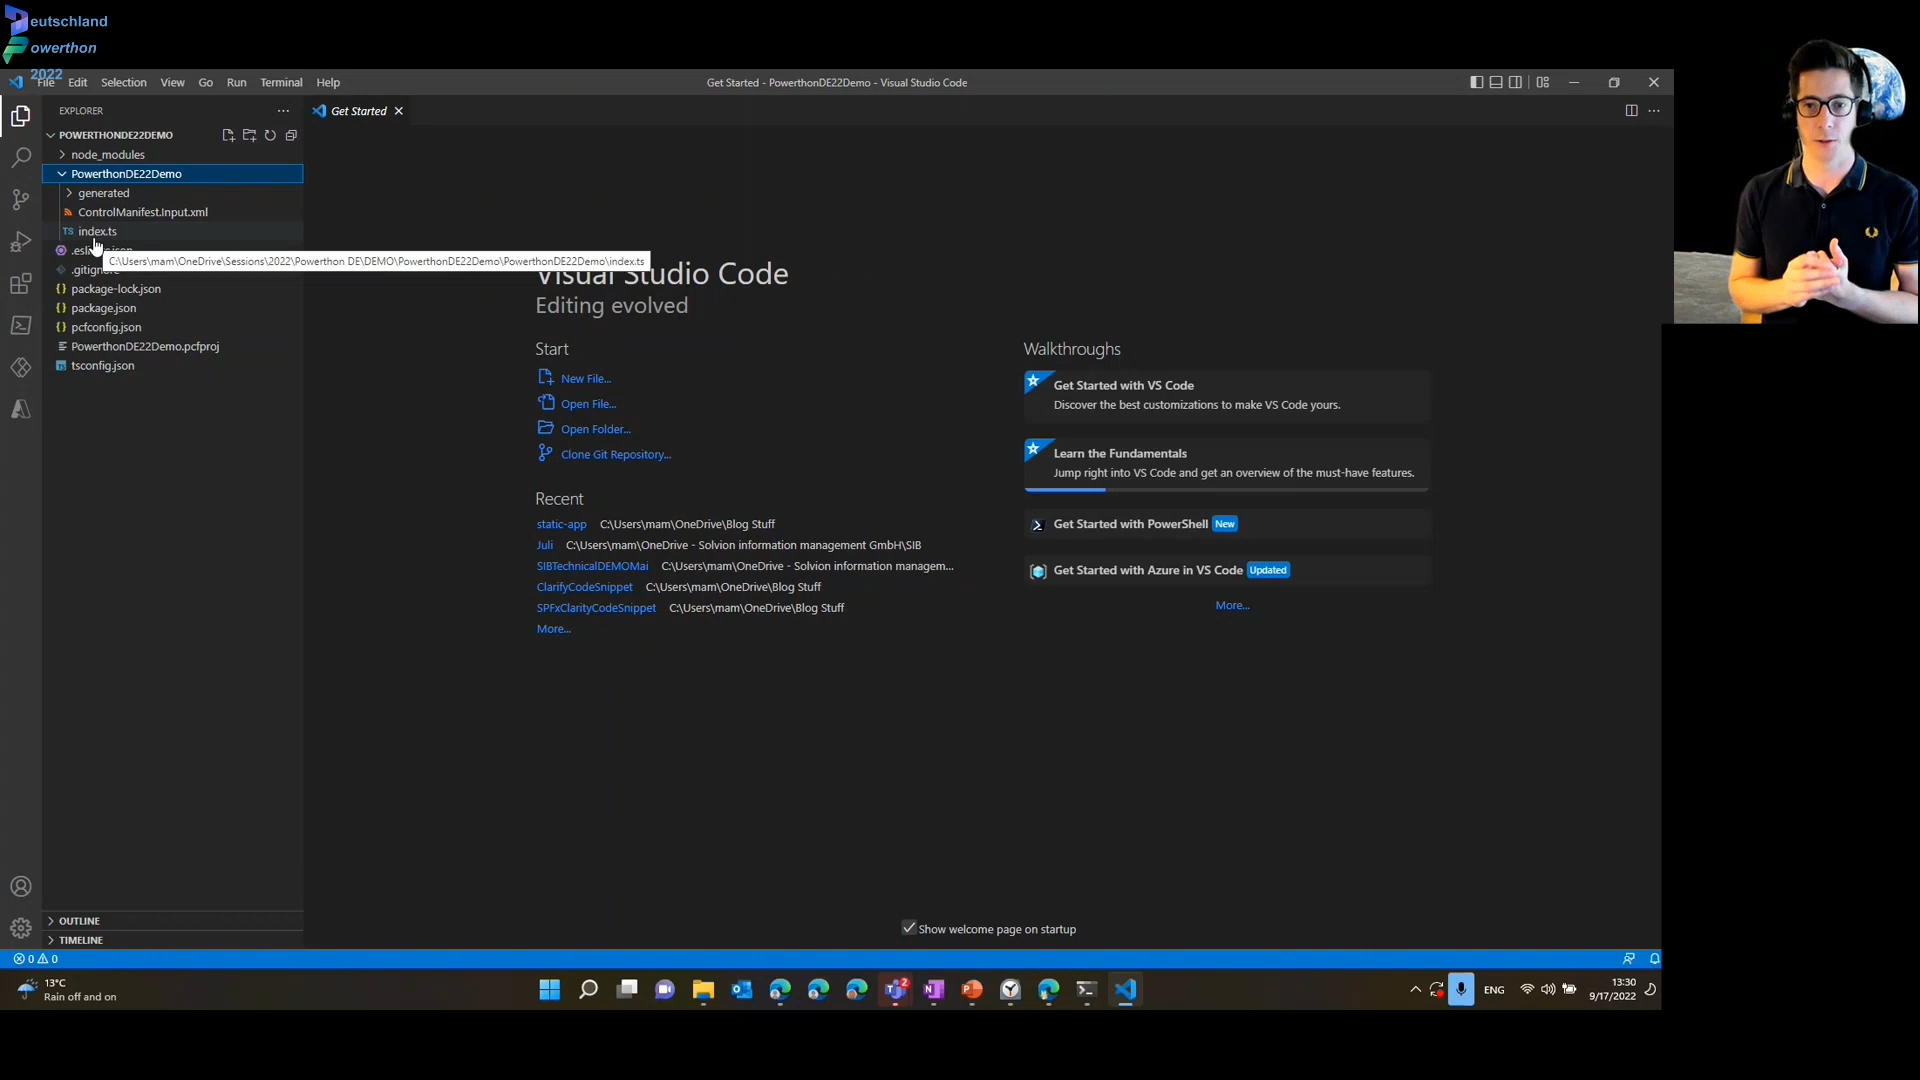 Deutschland
Powerthon
2022
File Edit Selection View Go Run Terminal Help
Get Started - PowerthonDE22Demo - Visual Studio Code
EXPLORER
Get Started
POWERTHONDE22DEMO
node_modules
PowerthonDE22Demo
generated
ControlManifest.Input.xml
TS index.ts
C:\Users\mam\OneDrive\Sessions\2022\Powerthon DE\DEMO\PowerthonDE22Demo\PowerthonDE22Demo\index.ts
.gitignore
package-lock.json
package.json
pcfconfig.json
PowerthonDE22Demo.pcfproj
tsconfig.json
Visual Studio Code
Editing evolved
Start
New File...
Open File...
Open Folder...
Clone Git Repository...
Recent
static-app C:\Users\mam\OneDrive\Blog Stuff
Juli C:\Users\mam\OneDrive - Solvion information management GmbH\SIB
SIBTechnicalDEMOMai C:\Users\mam\OneDrive - Solvion information managem...
ClarifyCodeSnippet C:\Users\mam\OneDrive\Blog Stuff
SPFxClarityCodeSnippet C:\Users\mam\OneDrive\Blog Stuff
More...
Walkthroughs
Get Started with VS Code
Discover the best customizations to make VS Code yours.
Learn the Fundamentals
Jump right into VS Code and get an overview of the must-have features.
Get Started with PowerShell New
Get Started with Azure in VS Code Updated
More...
Show welcome page on startup
OUTLINE
TIMELINE
0 0
13°C
Rain off and on
2
ENG
13:30
9/17/2022